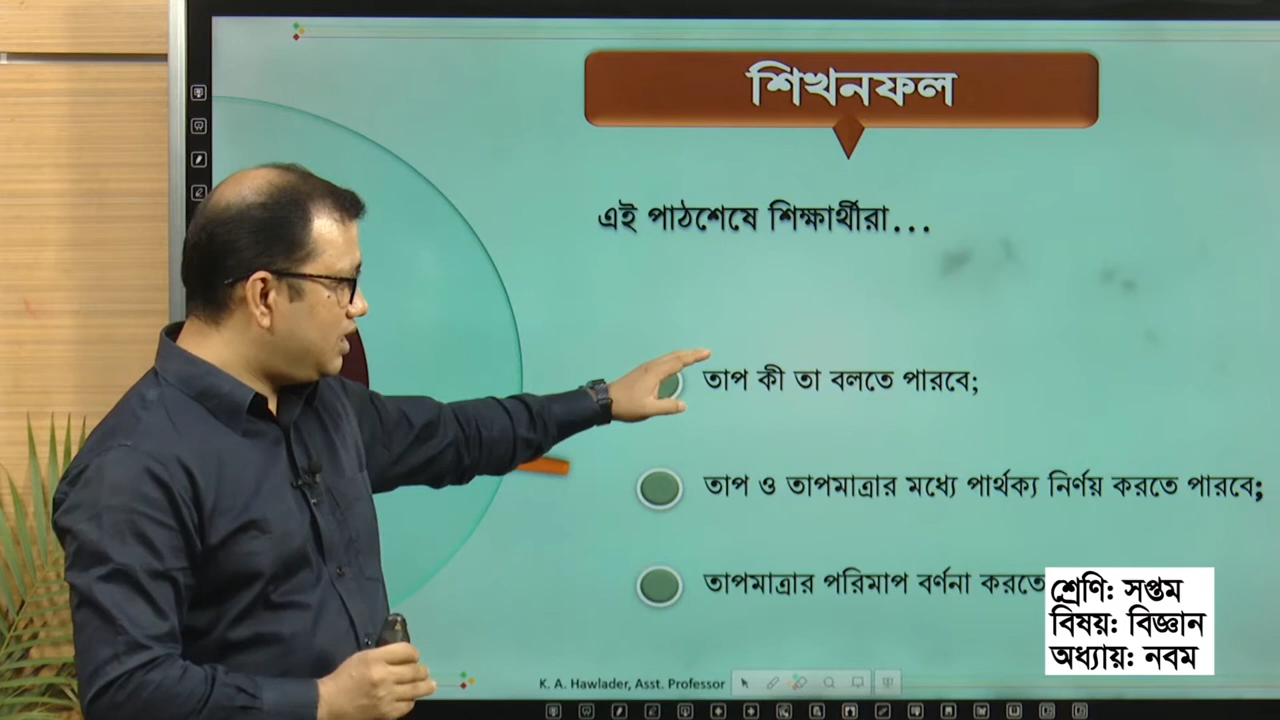 শিখনফল
এই পাঠশেষে শিক্ষার্থীরা...
তাপ কী তা বলতে পারবে;
তাপ ও তাপমাত্রার মধ্যে পার্থক্য নির্ণয় করতে পারবে;
তাপমাত্রার পরিমাপ বর্ণনা করতে
শ্রেণি: সপ্তম
বিষয়: বিজ্ঞান
অধ্যায়: নবম
K. A. Hawlader, Asst. Professor